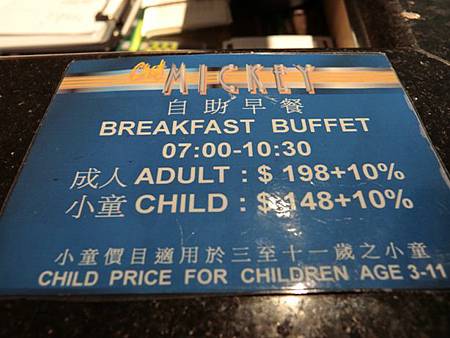 Chef MICKEY
自助早餐
BREAKFAST BUFFET
07:00-10:30
成人 ADULT : $ 198+10%
小童 CHILD : $ 148+10%
小童價目適用於三至十一歲之小童
CHILD PRICE FOR CHILDREN AGE 3-11